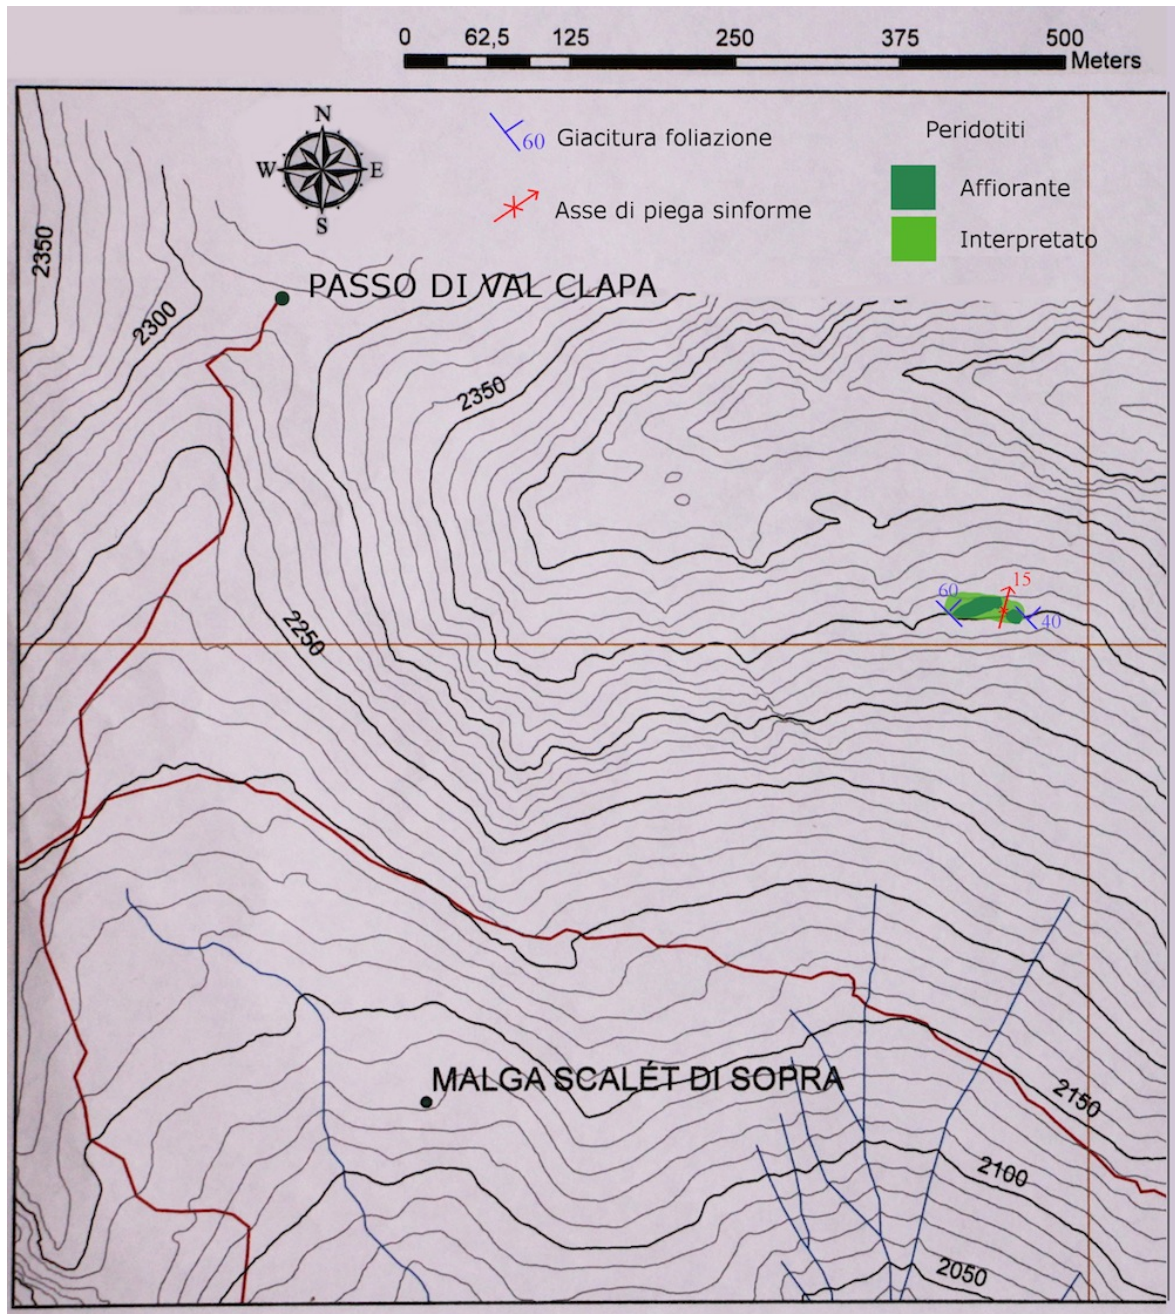 0 62,5 125 250 375 500
Meters
N
W E
S
60 Giacitura foliazione
Asse di piega sinforme
Peridotiti
Affiorante
Interpretato
2350
PASSO DI VAL CLAPA
2300
2350
15
60
40
2250
MALGA SCALÉT DI SOPRA
2150
2100
2050